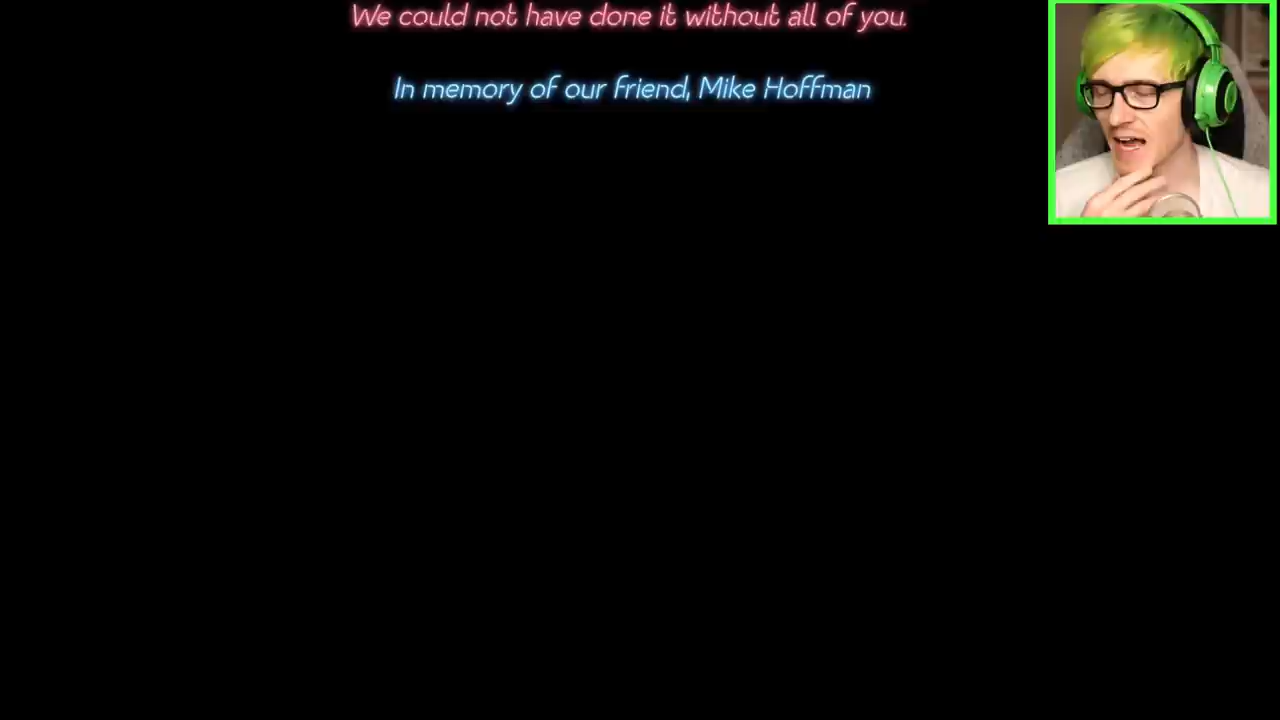 We could not have done it without all of you.
In memory of our friend, Mike Hoffman